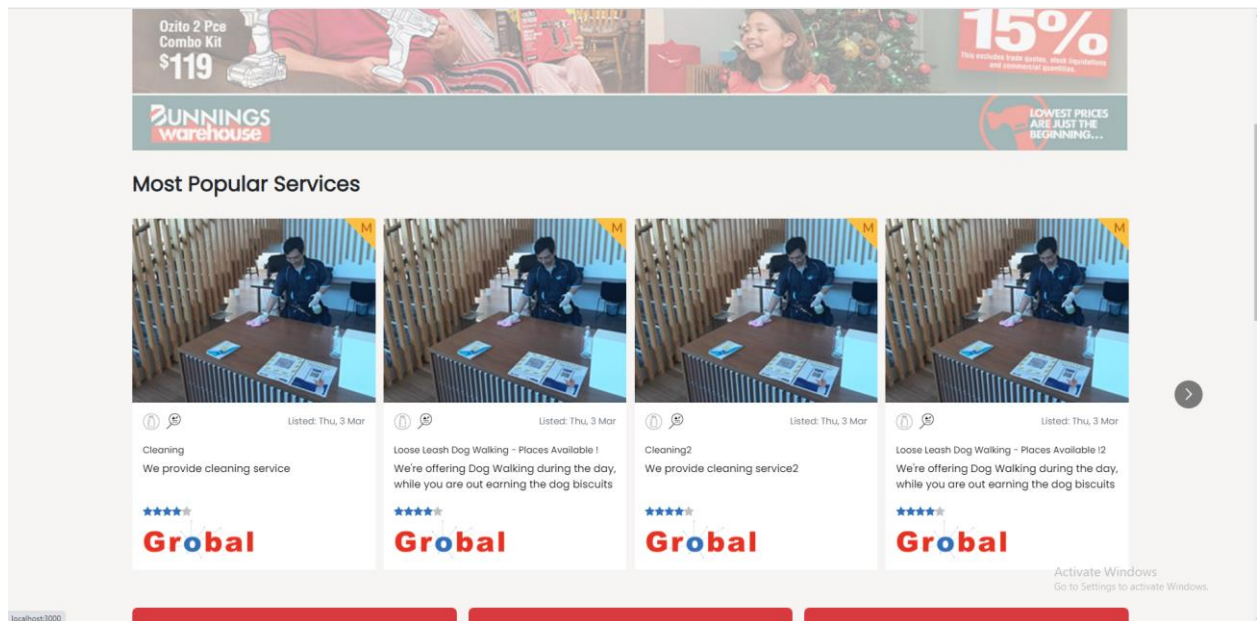 Ozito 2 Pce
Combo Kit
$119
15%
This excludes trade quotes, stock liquidations
and commercial quantities.
BUNNINGS
warehouse
LOWEST PRICES
ARE JUST THE
BEGINNING...
Most Popular Services
M
M
M
M
Listed: Thu, 3 Mar
Listed: Thu, 3 Mar
Listed: Thu, 3 Mar
Listed: Thu, 3 Mar
Cleaning
We provide cleaning service
Loose Leash Dog Walking - Places Available !
We're offering Dog Walking during the day,
while you are out earning the dog biscuits
Cleaning2
We provide cleaning service2
Loose Leash Dog Walking - Places Available !2
We're offering Dog Walking during the day,
while you are out earning the dog biscuits
Grobal
Grobal
Grobal
Grobal
Activate Windows
Go to Settings to activate Windows.
localhost:3000